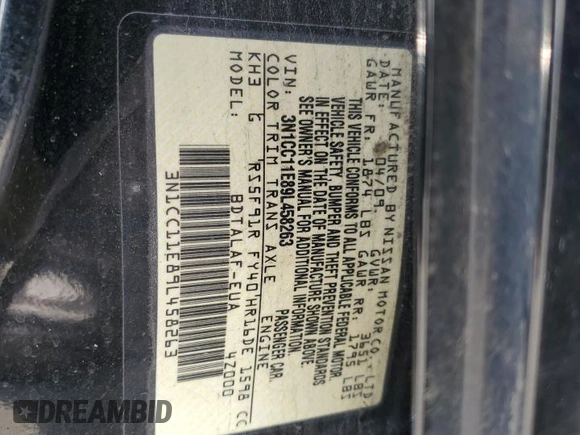 MANUFACTURED BY NISSAN MOTOR CO., LTD.
DATE: 04/09 GVWR: 3651 LBS
GAWR FR: 1874 LBS GAWR RR: 1795 LBS
THIS VEHICLE CONFORMS TO ALL APPLICABLE FEDERAL MOTOR
VEHICLE SAFETY, BUMPER AND THEFT PREVENTION STANDARDS
IN EFFECT ON THE DATE OF MANUFACTURE SHOWN ABOVE.
SEE OWNER'S MANUAL FOR ADDITIONAL INFORMATION.
VIN: 3N1CC11E89L458263 PASSENGER CAR
COLOR TRIM TRANS AXLE ENGINE
KH3 G RS5F91R FY40 HR16DE 1598 CC
MODEL: BDTALAF-EUA 4Z000
3N1CC11E89L458263
DREAMBID